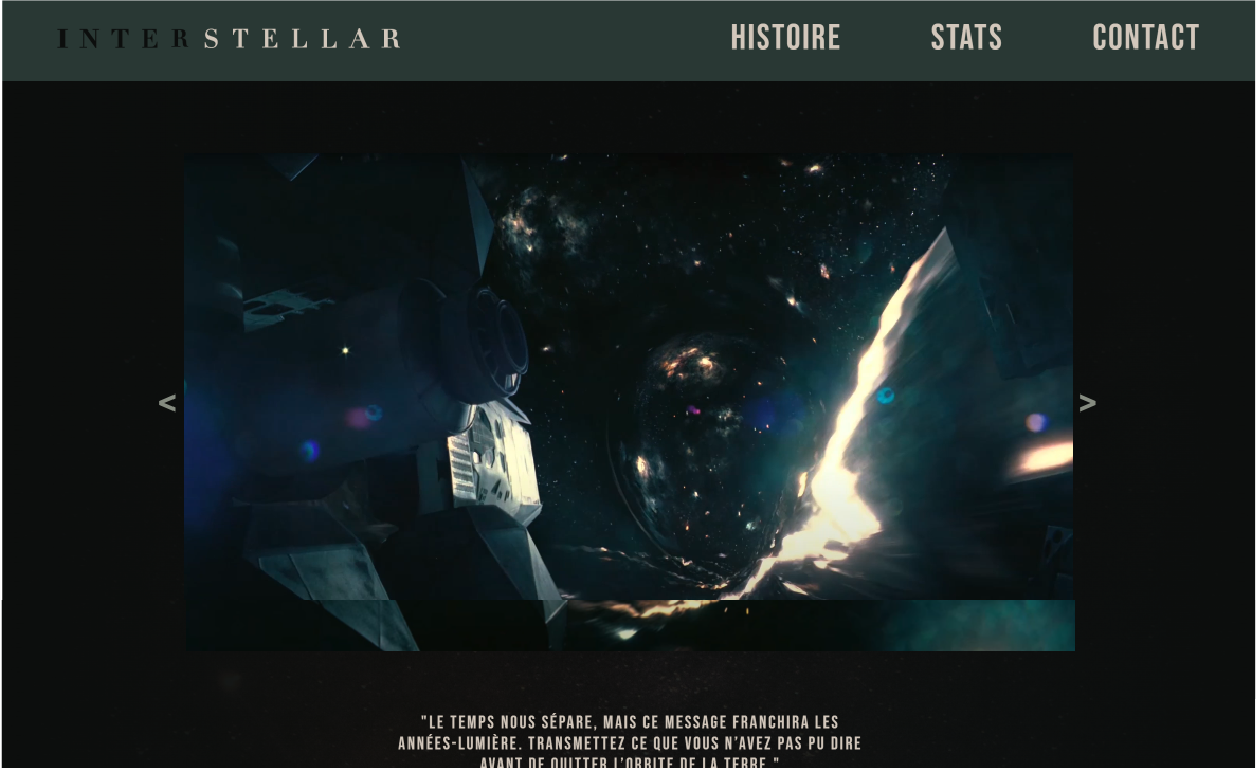 INTERSTELLAR
HISTOIRE
STATS
CONTACT
<
>
"LE TEMPS NOUS SÉPARE, MAIS CE MESSAGE FRANCHIRA LES
ANNÉES-LUMIÈRE. TRANSMETTEZ CE QUE VOUS N'AVEZ PAS PU DIRE
AVANT DE QUITTER L'ORBITE DE LA TERRE."